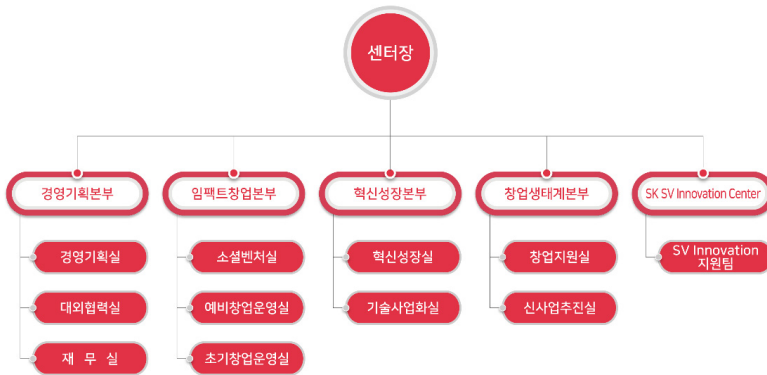 센터장
경영기획본부
임팩트창업본부
혁신성장본부
창업생태계본부
SK SV Innovation Center
경영기획실
소셜벤처실
혁신성장실
창업지원실
SV Innovation
지원팀
대외협력실
예비창업운영실
기술사업화실
신사업추진실
재 무 실
초기창업운영실